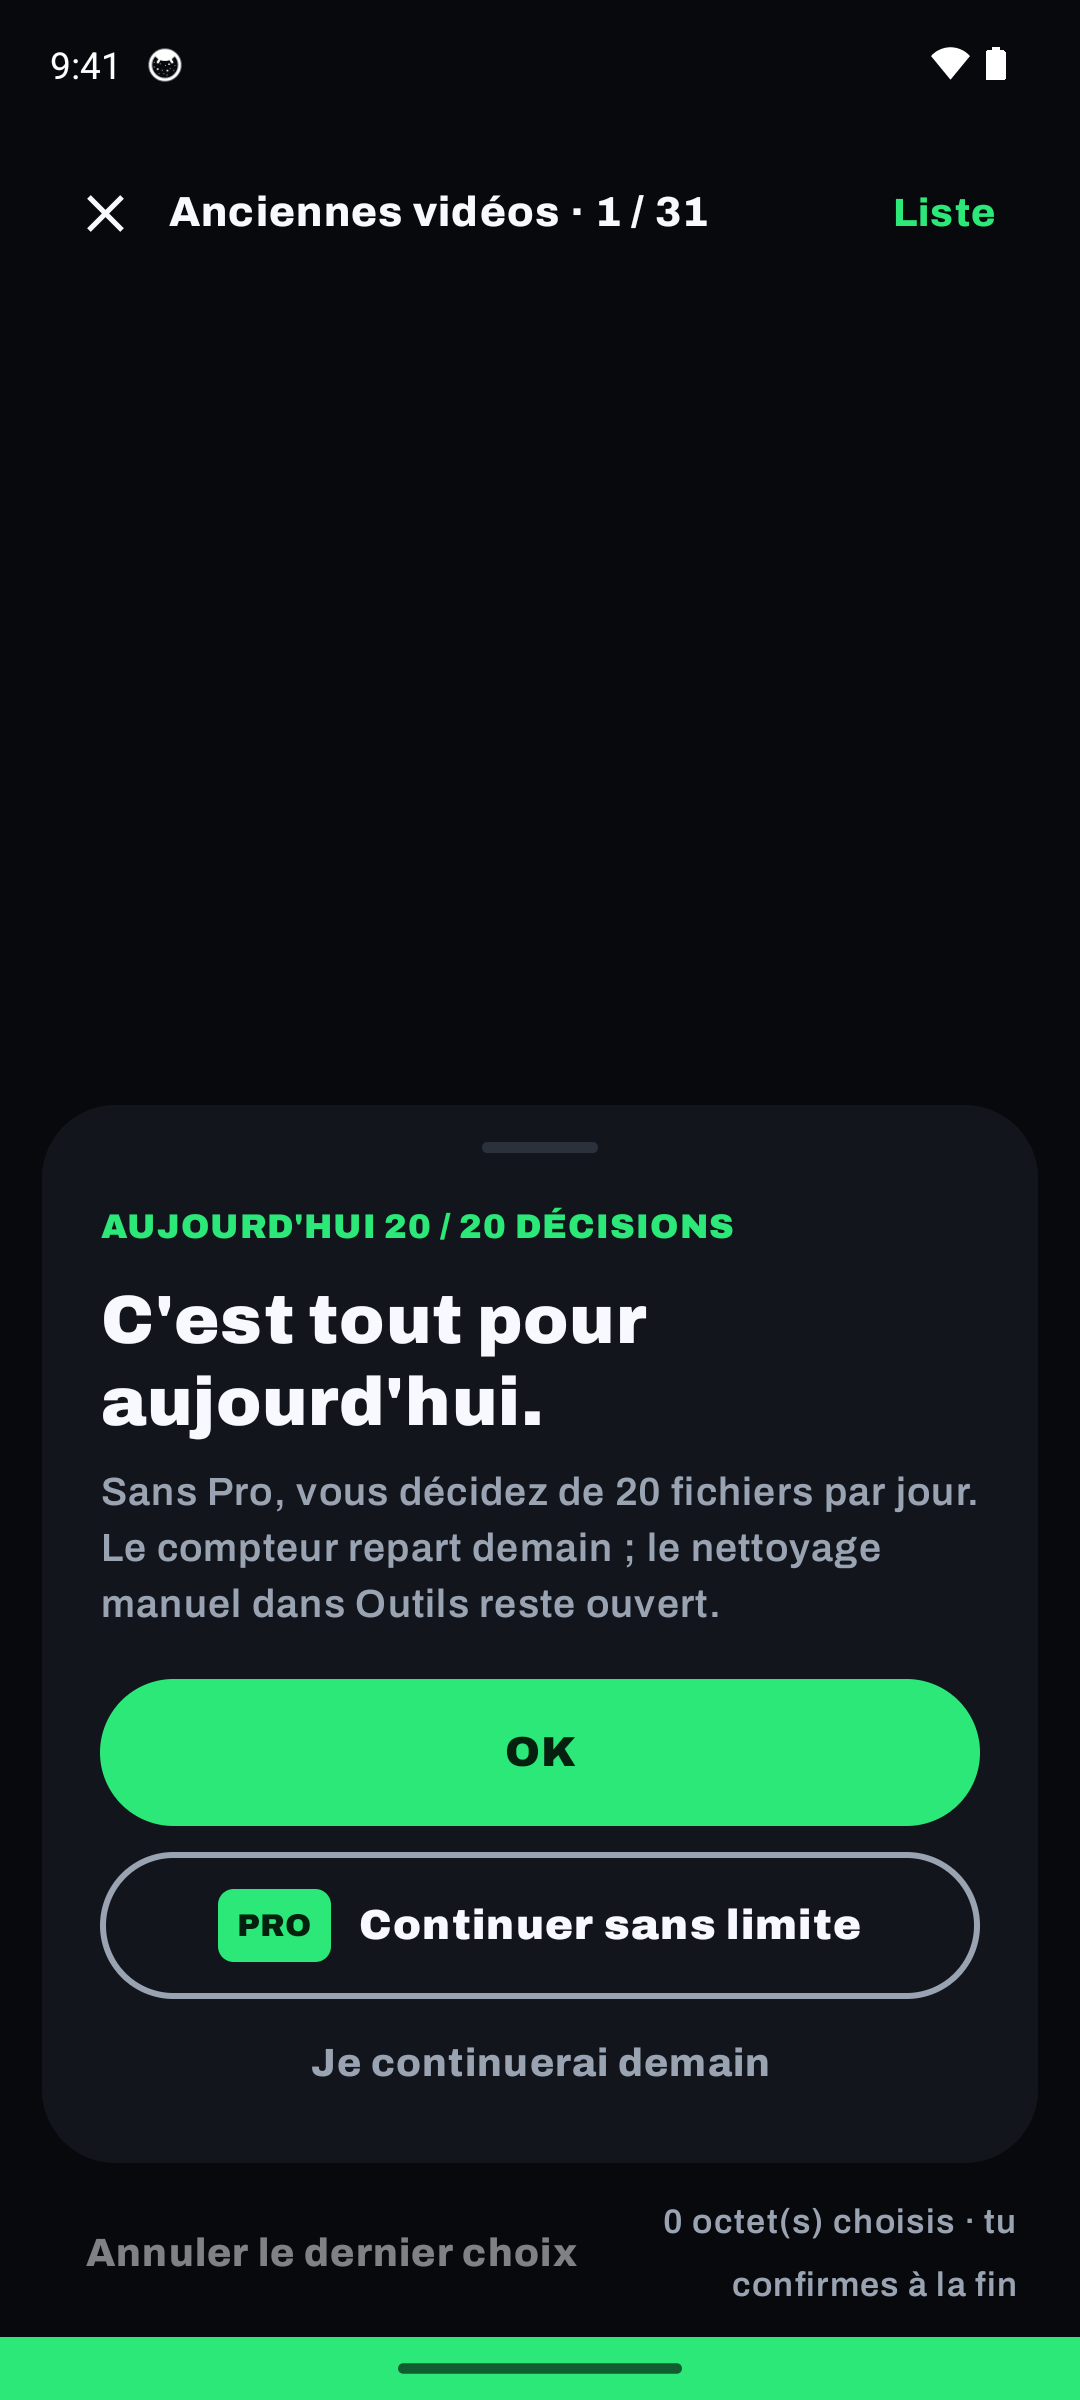 9:41
Anciennes vidéos · 1 / 31
Liste
AUJOURD'HUI 20 / 20 DÉCISIONS
C'est tout pour
aujourd'hui.
Sans Pro, vous décidez de 20 fichiers par jour.
Le compteur repart demain ; le nettoyage
manuel dans Outils reste ouvert.
OK
PRO Continuer sans limite
Je continuerai demain
Annuler le dernier choix
0 octet(s) choisis · tu
confirmes à la fin